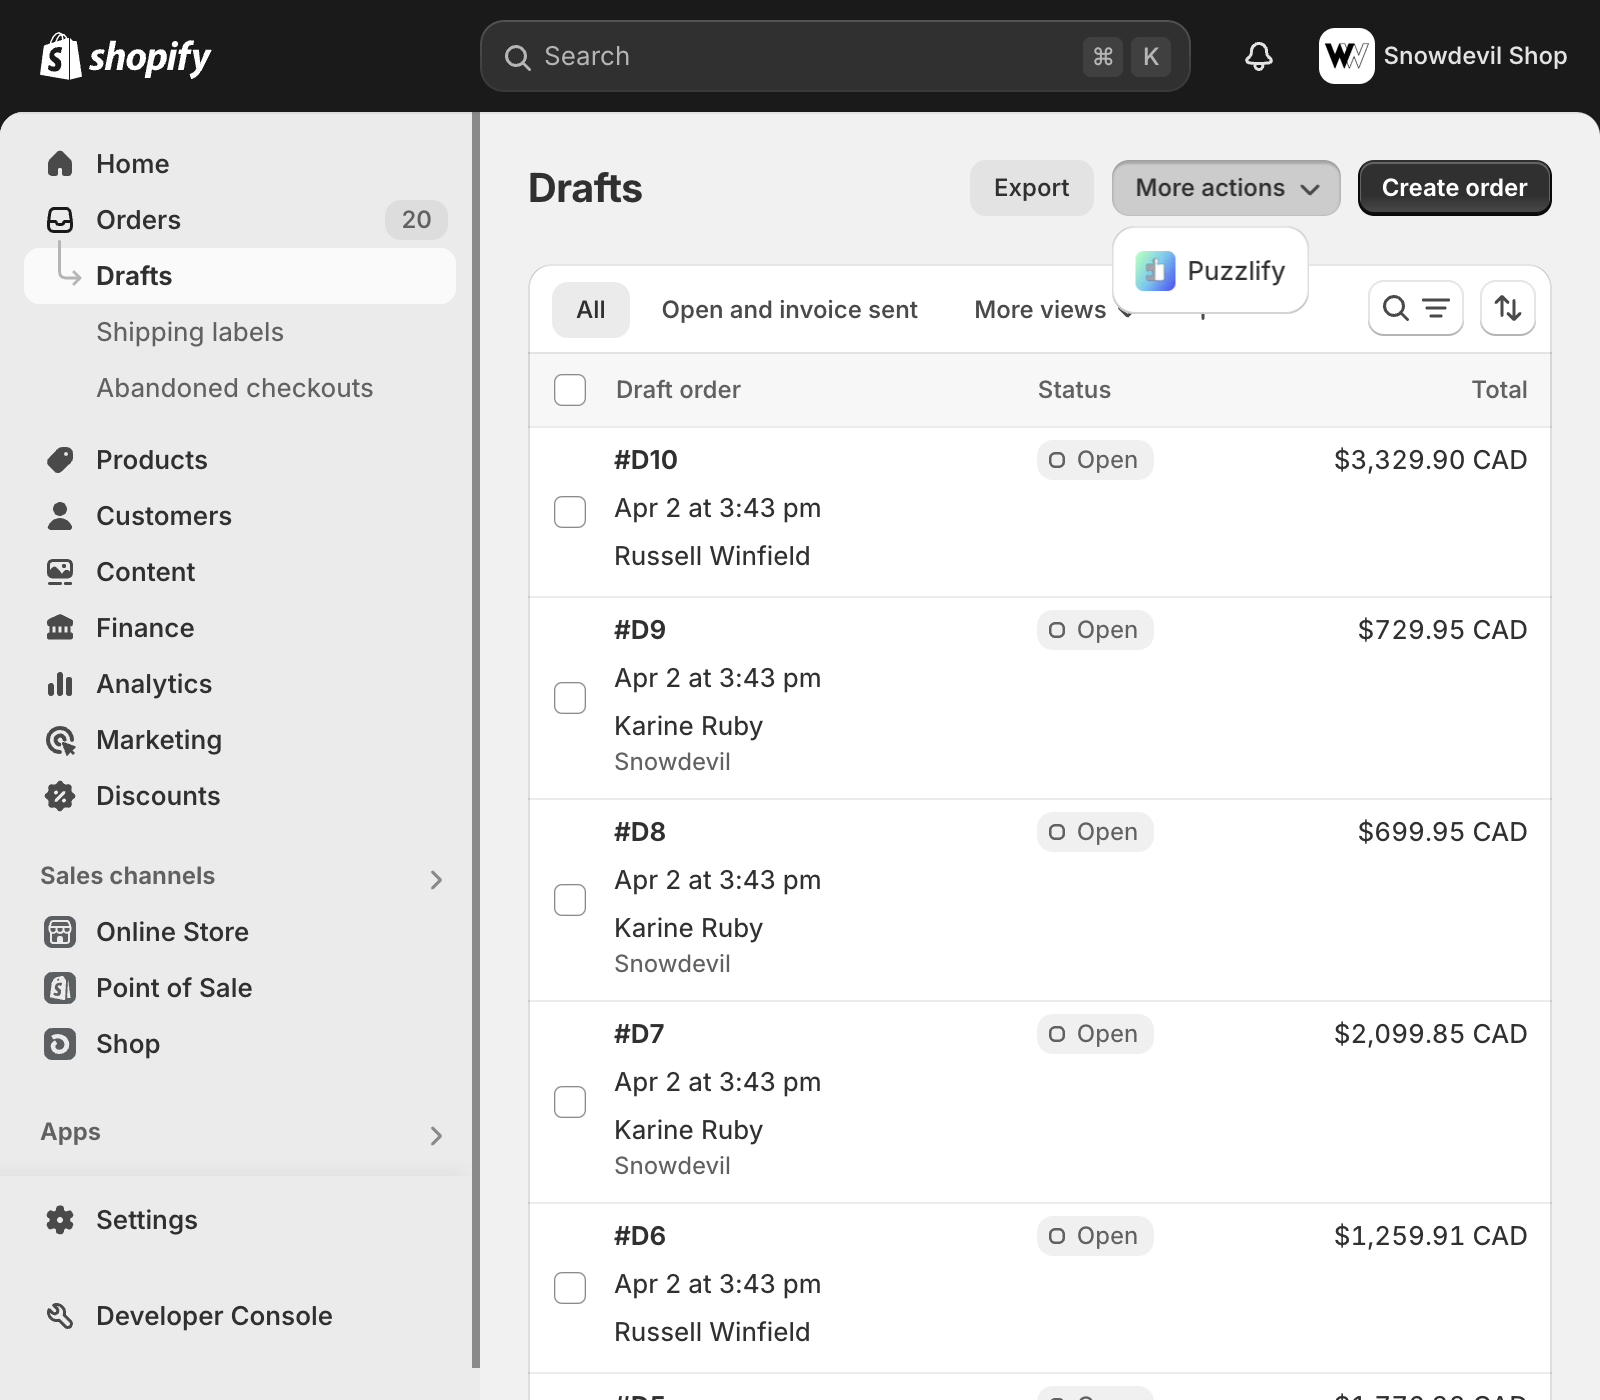 shopify
Search
⌘ K
Snowdevil Shop
Home
Orders 20
Drafts
Shipping labels
Abandoned checkouts
Products
Customers
Content
Finance
Analytics
Marketing
Discounts
Sales channels
Online Store
Point of Sale
Shop
Apps
Settings
Developer Console
Drafts
Export
More actions
Create order
Puzzlify
All
Open and invoice sent
More views
Draft order Status Total
#D10 Open $3,329.90 CAD
Apr 2 at 3:43 pm
Russell Winfield
#D9 Open $729.95 CAD
Apr 2 at 3:43 pm
Karine Ruby
Snowdevil
#D8 Open $699.95 CAD
Apr 2 at 3:43 pm
Karine Ruby
Snowdevil
#D7 Open $2,099.85 CAD
Apr 2 at 3:43 pm
Karine Ruby
Snowdevil
#D6 Open $1,259.91 CAD
Apr 2 at 3:43 pm
Russell Winfield